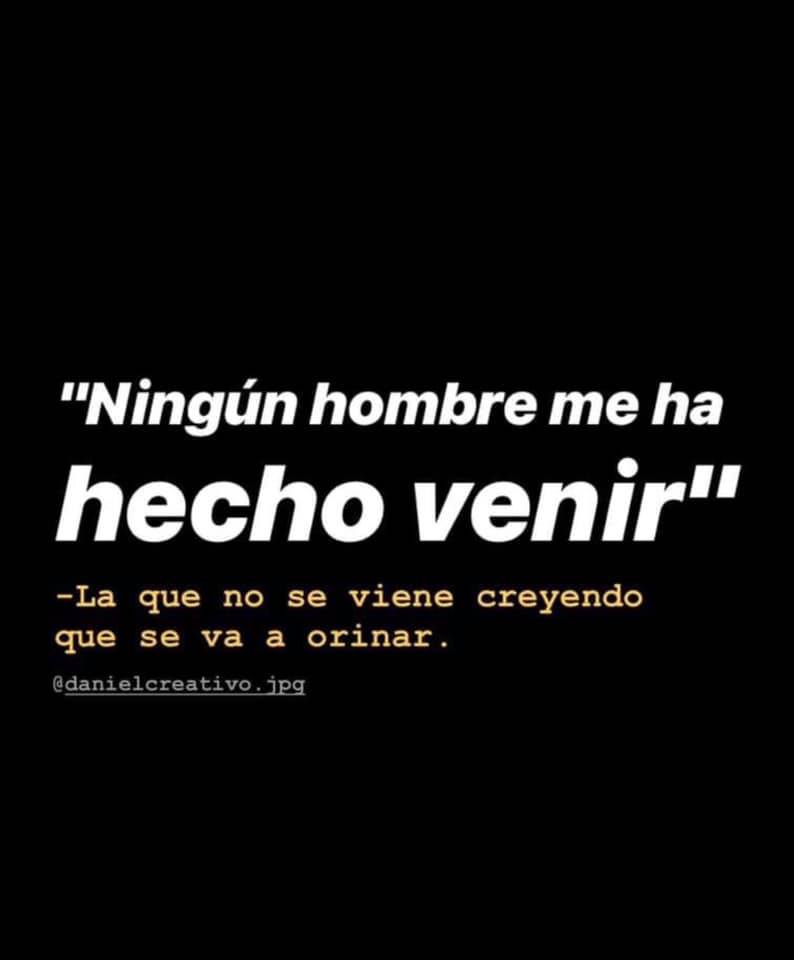 "Ningún hombre me ha
hecho venir"
-La que no se viene creyendo
que se va a orinar.
@danielcreativo.jpg